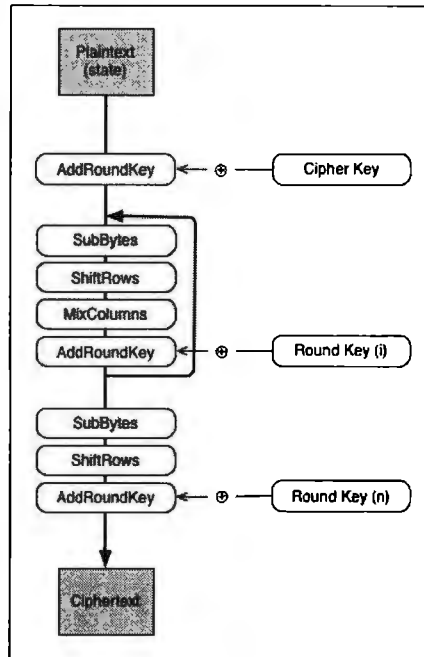 Plaintext
(state)
AddRoundKey ⊕ Cipher Key
SubBytes
ShiftRows
MixColumns
AddRoundKey ⊕ Round Key (i)
SubBytes
ShiftRows
AddRoundKey ⊕ Round Key (n)
Ciphertext